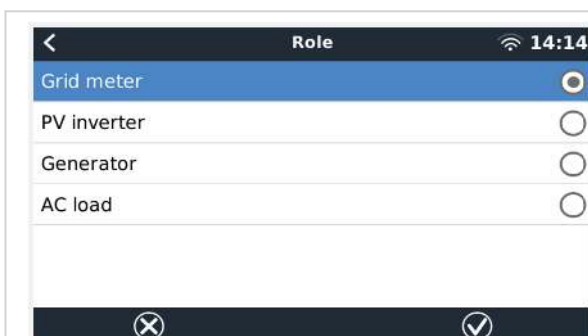 Role 14:14
Grid meter
PV inverter
Generator
AC load